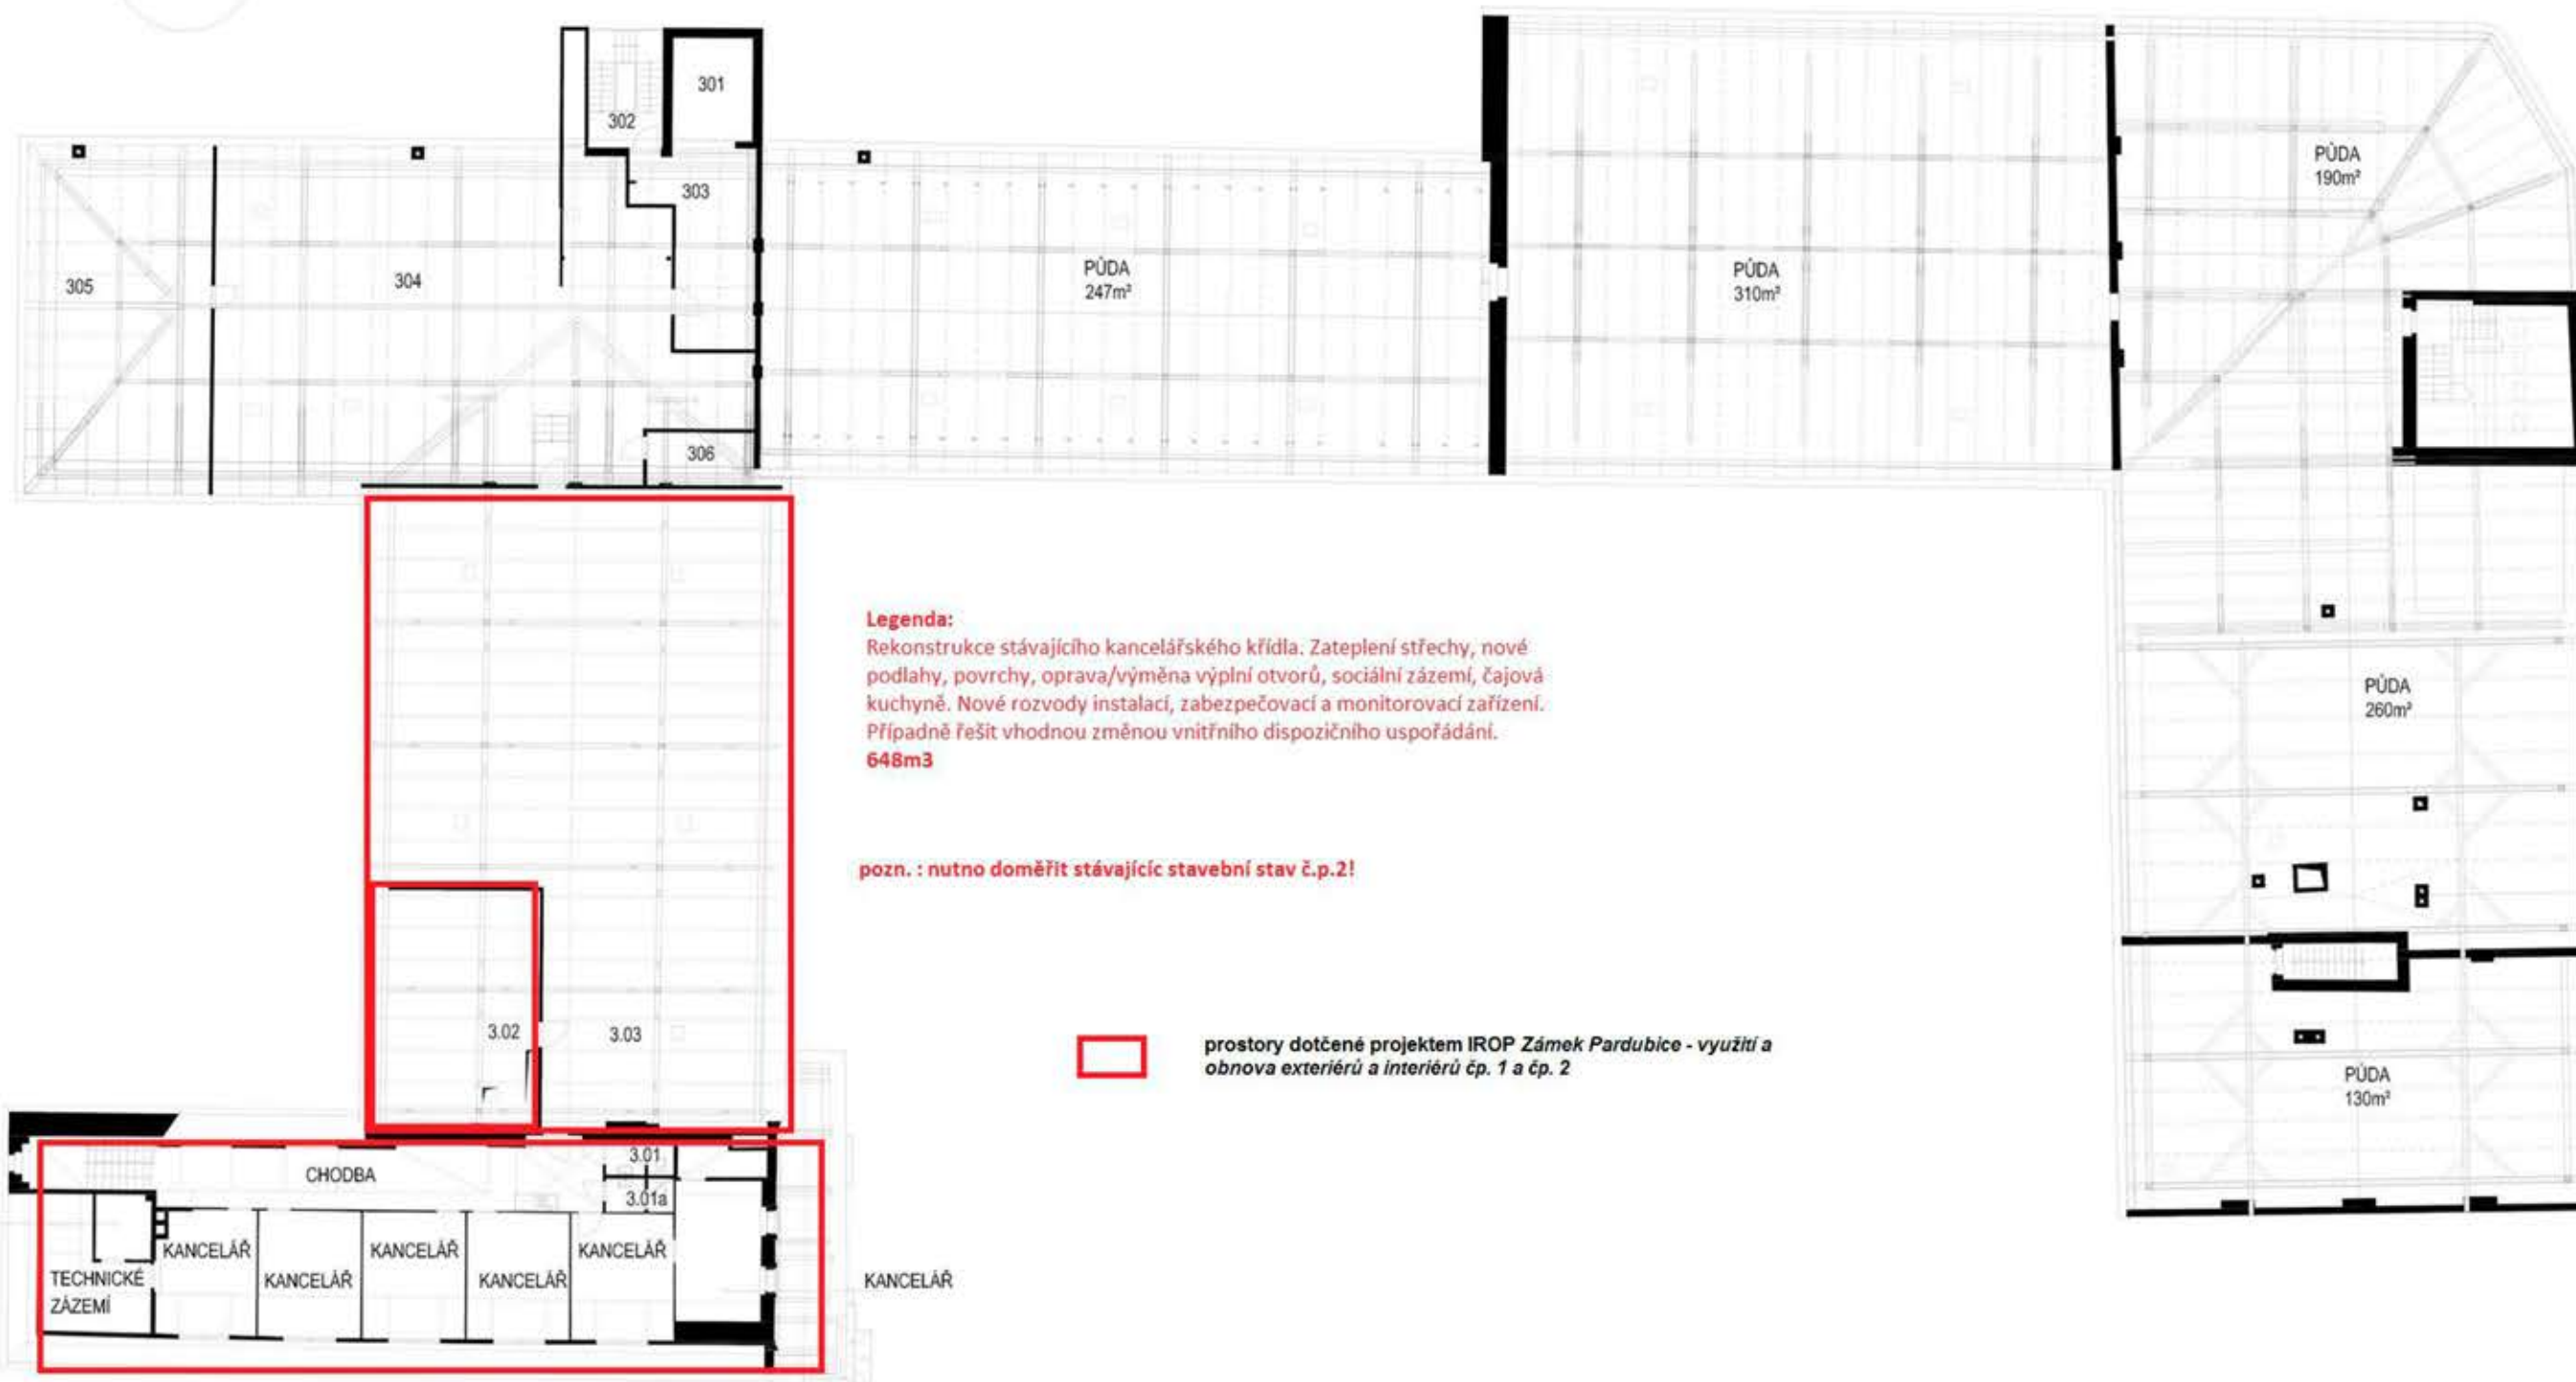 301
302
303
304
305
306
PŮDA
247m²
PŮDA
310m²
PŮDA
190m²
Legenda:
Rekonstrukce stávajícího kancelářského křídla. Zateplení střechy, nové
podlahy, povrchy, oprava/výměna výplní otvorů, sociální zázemí, čajová
kuchyně. Nové rozvody instalací, zabezpečovací a monitorovací zařízení.
Případně řešit vhodnou změnou vnitřního dispozičního uspořádání.
648m3
pozn. : nutno doměřit stávajícíc stavební stav č.p.2!
PŮDA
260m²
3.02
3.03
prostory dotčené projektem IROP Zámek Pardubice - využití a
obnova exteriérů a interiérů čp. 1 a čp. 2
PŮDA
130m²
CHODBA
3.01
3.01a
KANCELÁŘ
KANCELÁŘ
KANCELÁŘ
KANCELÁŘ
KANCELÁŘ
KANCELÁŘ
TECHNICKÉ
ZÁZEMÍ